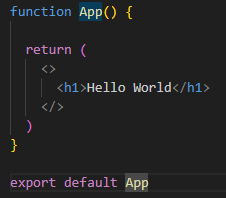 function App() {
  return (
    <>
      <h1>Hello World</h1>
    </>
  )
}
export default App